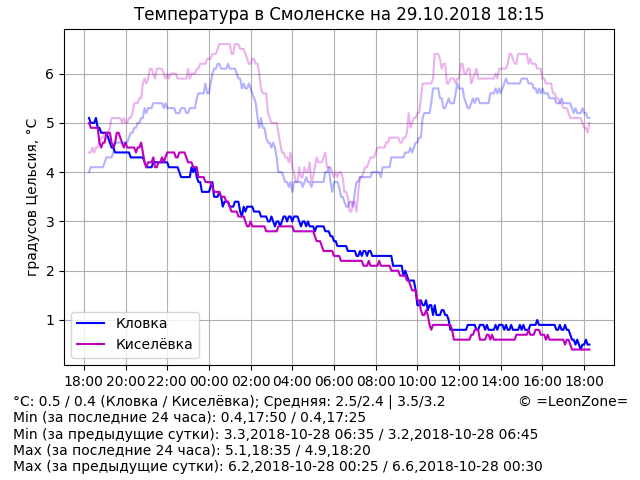 Температура в Смоленске на 29.10.2018 18:15
градусов Цельсия, °C
6
5
4
3
2
1
Кловка
Киселёвка
18:00 20:00 22:00 00:00 02:00 04:00 06:00 08:00 10:00 12:00 14:00 16:00 18:00
°C: 0.5 / 0.4 (Кловка / Киселёвка); Средняя: 2.5/2.4 | 3.5/3.2 © =LeonZone=
Min (за последние 24 часа): 0.4,17:50 / 0.4,17:25
Min (за предыдущие сутки): 3.3,2018-10-28 06:35 / 3.2,2018-10-28 06:45
Max (за последние 24 часа): 5.1,18:35 / 4.9,18:20
Max (за предыдущие сутки): 6.2,2018-10-28 00:25 / 6.6,2018-10-28 00:30